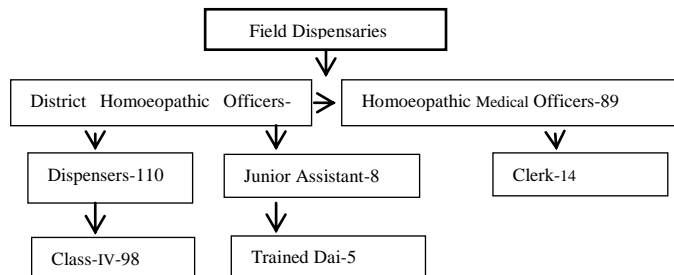 Field Dispensaries
District Homoeopathic Officers-
Homoeopathic Medical Officers-89
Dispensers-110
Junior Assistant-8
Clerk-14
Class-IV-98
Trained Dai-5